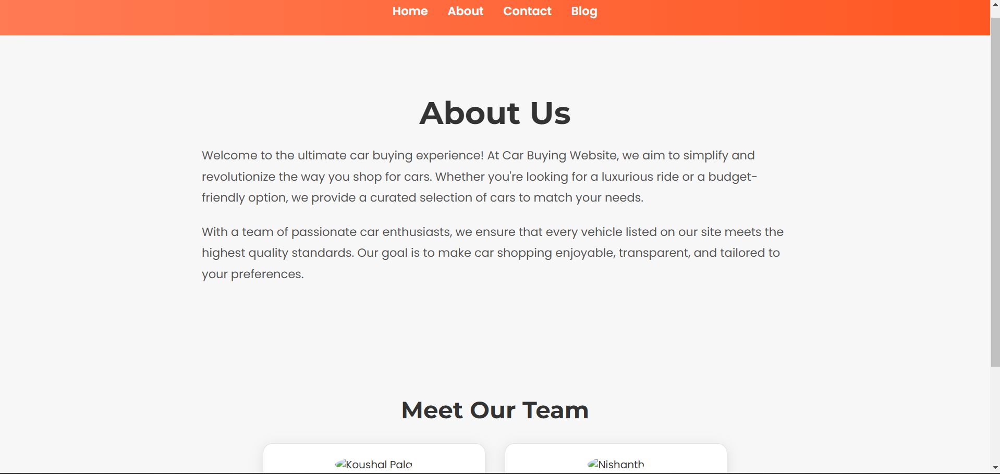 Home About Contact Blog
About Us
Welcome to the ultimate car buying experience! At Car Buying Website, we aim to simplify and
revolutionize the way you shop for cars. Whether you're looking for a luxurious ride or a budget-
friendly option, we provide a curated selection of cars to match your needs.
With a team of passionate car enthusiasts, we ensure that every vehicle listed on our site meets the
highest quality standards. Our goal is to make car shopping enjoyable, transparent, and tailored to
your preferences.
Meet Our Team
Koushal Pala Nishanth